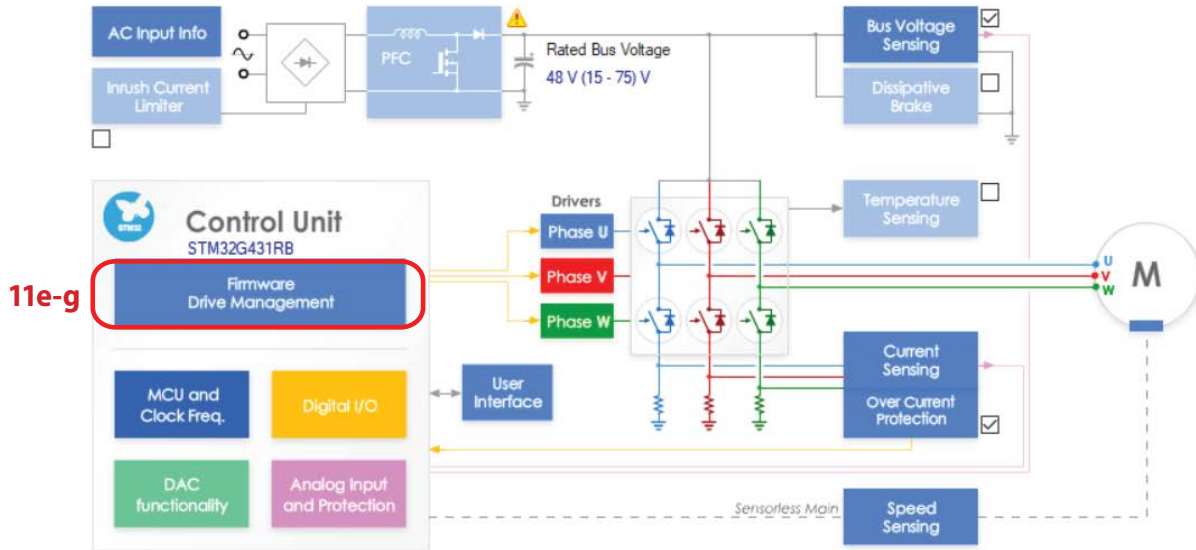 AC Input Info
Inrush Current
Limiter
PFC
Rated Bus Voltage
48 V (15 - 75) V
Bus Voltage
Sensing
Dissipative
Brake
Temperature
Sensing
STM32
Control Unit
STM32G431RB
11e-g
Firmware
Drive Management
Drivers
Phase U
Phase V
Phase W
U
V
W
M
MCU and
Clock Freq.
Digital I/O
DAC
functionality
Analog Input
and Protection
User
Interface
Current
Sensing
Over Current
Protection
Sensorless Main
Speed
Sensing